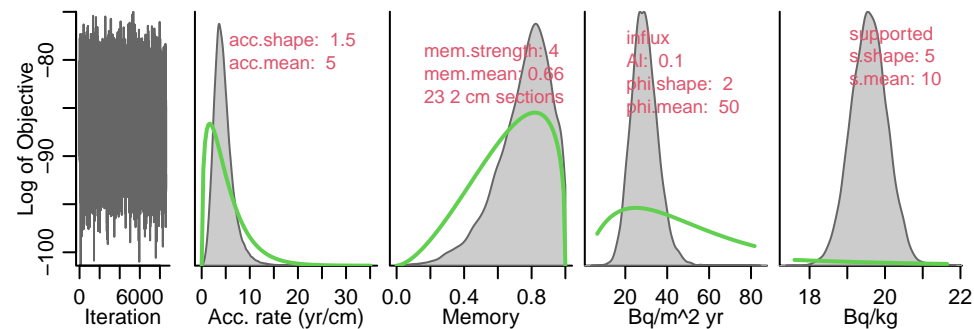 Log of Objective
−80
−90
−100
0
6000
Iteration
acc.shape: 1.5
acc.mean: 5
0 10 20 30
Acc. rate (yr/cm)
mem.strength: 4
mem.mean: 0.66
23 2 cm sections
0.0 0.4 0.8
Memory
influx
Al: 0.1
phi.shape: 2
phi.mean: 50
20 40 60 80
Bq/m^2 yr
supported
s.shape: 5
s.mean: 10
18 20 22
Bq/kg